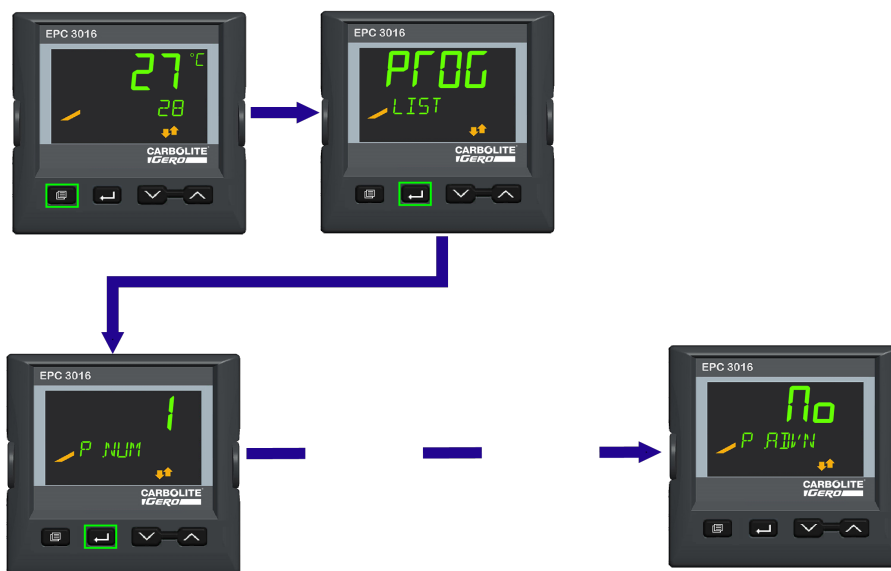 EPC 3016
27 °C
28
CARBOLITE
GERO
EPC 3016
PROG
LIST
CARBOLITE
GERO
EPC 3016
1
P NUM
CARBOLITE
GERO
EPC 3016
No
P ADVN
CARBOLITE
GERO